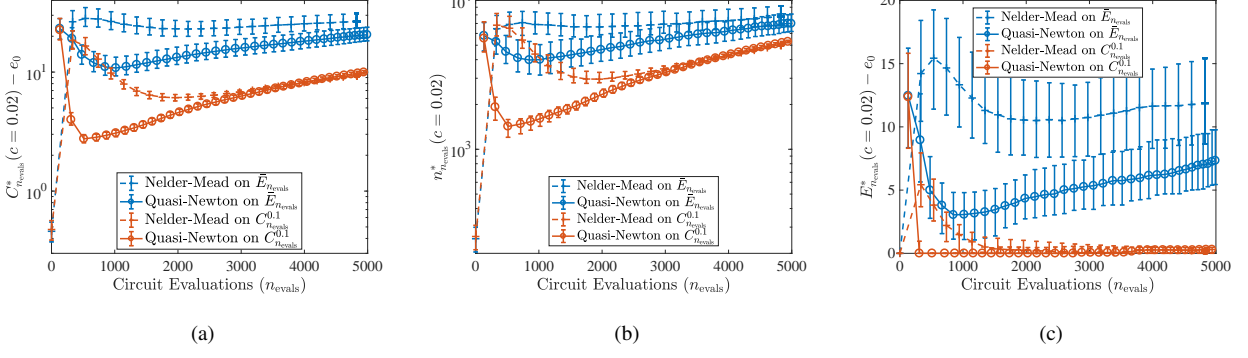 C*_{n_evals}(c = 0.02) − e_0
10^1
10^0
Nelder-Mead on Ē_{n_evals}
Quasi-Newton on Ē_{n_evals}
Nelder-Mead on C^{0.1}_{n_evals}
Quasi-Newton on C^{0.1}_{n_evals}
0 1000 2000 3000 4000 5000
Circuit Evaluations (n_evals)
(a)
n*_{n_evals}(c = 0.02)
10^3
Nelder-Mead on Ē_{n_evals}
Quasi-Newton on Ē_{n_evals}
Nelder-Mead on C^{0.1}_{n_evals}
Quasi-Newton on C^{0.1}_{n_evals}
0 1000 2000 3000 4000 5000
Circuit Evaluations (n_evals)
(b)
E*_{n_evals}(c = 0.02) − e_0
20
15
10
5
0
Nelder-Mead on Ē_{n_evals}
Quasi-Newton on Ē_{n_evals}
Nelder-Mead on C^{0.1}_{n_evals}
Quasi-Newton on C^{0.1}_{n_evals}
0 1000 2000 3000 4000 5000
Circuit Evaluations (n_evals)
(c)